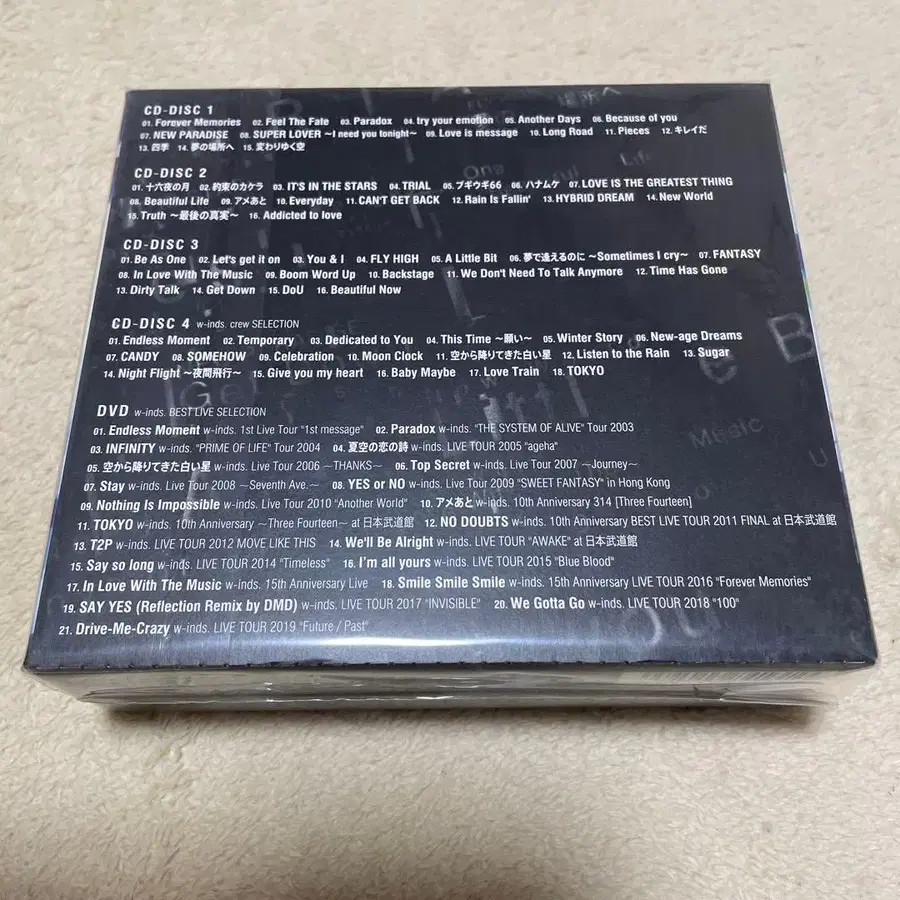 CD-DISC 1
01. Forever Memories 02. Feel The Fate 03. Paradox 04. try your emotion 05. Another Days 06. Because of you
07. NEW PARADISE 08. SUPER LOVER 〜I need you tonight〜 09. Love is message 10. Long Road 11. Pieces 12. キレイだ
13. 四季 14. 夢の場所へ 15. 変わりゆく空
CD-DISC 2
01. 十六夜の月 02. 約束のカケラ 03. IT'S IN THE STARS 04. TRIAL 05. ブギウギ66 06. ハナムケ 07. LOVE IS THE GREATEST THING
08. Beautiful Life 09. アメあと 10. Everyday 11. CAN'T GET BACK 12. Rain Is Fallin' 13. HYBRID DREAM 14. New World
15. Truth 〜最後の真実〜 16. Addicted to love
CD-DISC 3
01. Be As One 02. Let's get it on 03. You & I 04. FLY HIGH 05. A Little Bit 06. 夢で逢えるのに 〜Sometimes I cry〜 07. FANTASY
08. In Love With The Music 09. Boom Word Up 10. Backstage 11. We Don't Need To Talk Anymore 12. Time Has Gone
13. Dirty Talk 14. Get Down 15. DoU 16. Beautiful Now
CD-DISC 4 w-inds. crew SELECTION
01. Endless Moment 02. Temporary 03. Dedicated to You 04. This Time 〜願い〜 05. Winter Story 06. New-age Dreams
07. CANDY 08. SOMEHOW 09. Celebration 10. Moon Clock 11. 空から降りてきた白い星 12. Listen to the Rain 13. Sugar
14. Night Flight 〜夜間飛行〜 15. Give you my heart 16. Baby Maybe 17. Love Train 18. TOKYO
DVD w-inds. BEST LIVE SELECTION
01. Endless Moment w-inds. 1st Live Tour "1st message" 02. Paradox w-inds. "THE SYSTEM OF ALIVE" Tour 2003
03. INFINITY w-inds. "PRIME OF LIFE" Tour 2004 04. 夏空の恋の詩 w-inds. LIVE TOUR 2005 "ageha"
05. 空から降りてきた白い星 w-inds. Live Tour 2006 〜THANKS〜 06. Top Secret w-inds. Live Tour 2007 〜Journey〜
07. Stay w-inds. Live Tour 2008 〜Seventh Ave.〜 08. YES or NO w-inds. Live Tour 2009 "SWEET FANTASY" in Hong Kong
09. Nothing Is Impossible w-inds. Live Tour 2010 "Another World" 10. アメあと w-inds. 10th Anniversary 314 [Three Fourteen]
11. TOKYO w-inds. 10th Anniversary 〜Three Fourteen〜 at 日本武道館 12. NO DOUBTS w-inds. 10th Anniversary BEST LIVE TOUR 2011 FINAL at 日本武道館
13. T2P w-inds. LIVE TOUR 2012 MOVE LIKE THIS 14. We'll Be Alright w-inds. LIVE TOUR "AWAKE" at 日本武道館
15. Say so long w-inds. LIVE TOUR 2014 "Timeless" 16. I'm all yours w-inds. LIVE TOUR 2015 "Blue Blood"
17. In Love With The Music w-inds. 15th Anniversary Live 18. Smile Smile Smile w-inds. 15th Anniversary LIVE TOUR 2016 "Forever Memories"
19. SAY YES (Reflection Remix by DMD) w-inds. LIVE TOUR 2017 "INVISIBLE" 20. We Gotta Go w-inds. LIVE TOUR 2018 "100"
21. Drive-Me-Crazy w-inds. LIVE TOUR 2019 "Future / Past"